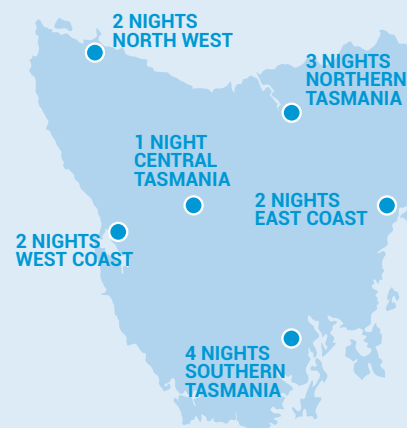 2 NIGHTS
NORTH WEST
3 NIGHTS
NORTHERN
TASMANIA
1 NIGHT
CENTRAL
TASMANIA
2 NIGHTS
EAST COAST
2 NIGHTS
WEST COAST
4 NIGHTS
SOUTHERN
TASMANIA